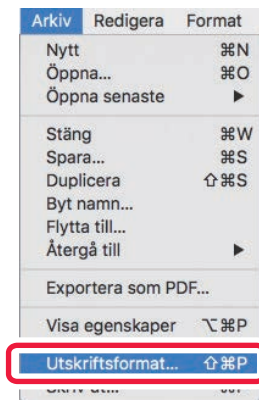 Arkiv Redigera Format
Nytt ⌘N
Öppna... ⌘O
Öppna senaste ▶
Stäng ⌘W
Spara... ⌘S
Duplicera ⇧⌘S
Byt namn...
Flytta till...
Återgå till ▶
Exportera som PDF...
Visa egenskaper ⌥⌘P
Utskriftsformat... ⇧⌘P